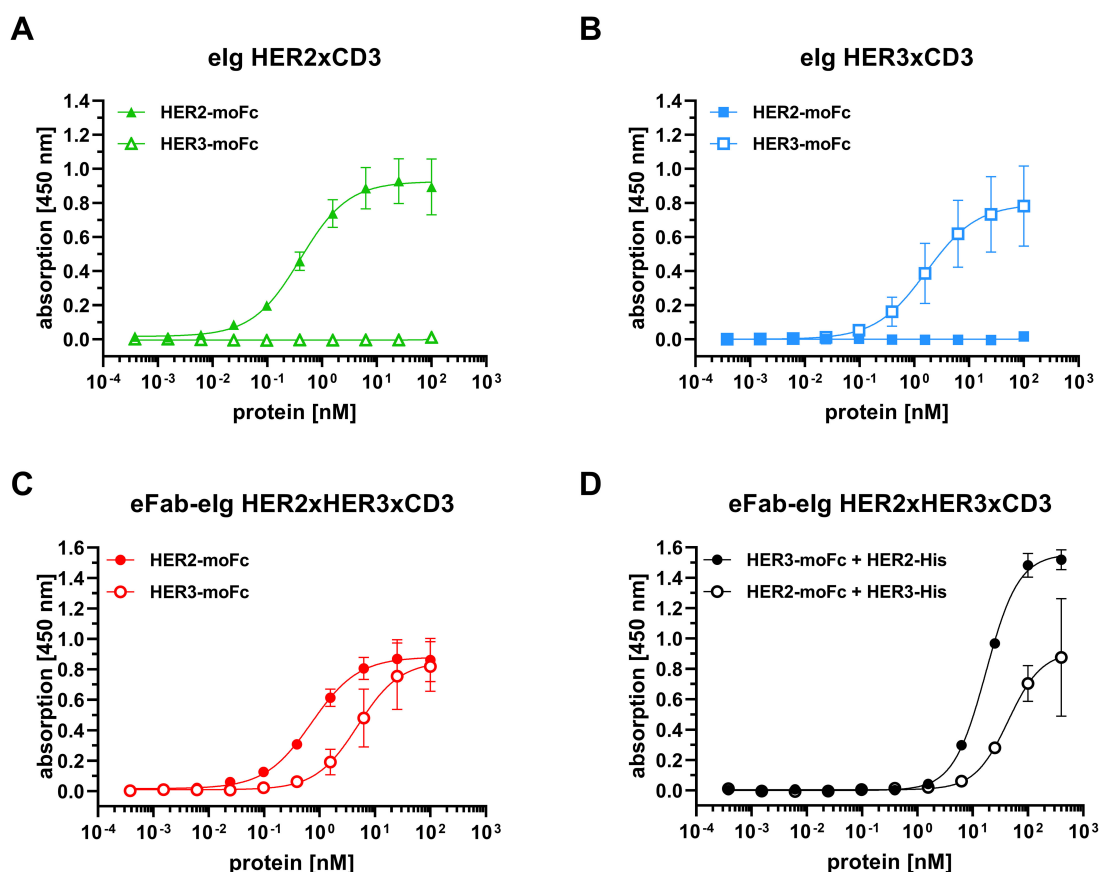 A
eIg HER2xCD3
HER2-moFc
HER3-moFc
absorption [450 nm]
1.4
1.2
1.0
0.8
0.6
0.4
0.2
0.0
10-4 10-3 10-2 10-1 100 101 102 103
protein [nM]
B
eIg HER3xCD3
HER2-moFc
HER3-moFc
absorption [450 nm]
1.4
1.2
1.0
0.8
0.6
0.4
0.2
0.0
10-4 10-3 10-2 10-1 100 101 102 103
protein [nM]
C
eFab-eIg HER2xHER3xCD3
HER2-moFc
HER3-moFc
absorption [450 nm]
1.6
1.4
1.2
1.0
0.8
0.6
0.4
0.2
0.0
10-4 10-3 10-2 10-1 100 101 102 103
protein [nM]
D
eFab-eIg HER2xHER3xCD3
HER3-moFc + HER2-His
HER2-moFc + HER3-His
absorption [450 nm]
1.6
1.4
1.2
1.0
0.8
0.6
0.4
0.2
0.0
10-4 10-3 10-2 10-1 100 101 102 103
protein [nM]